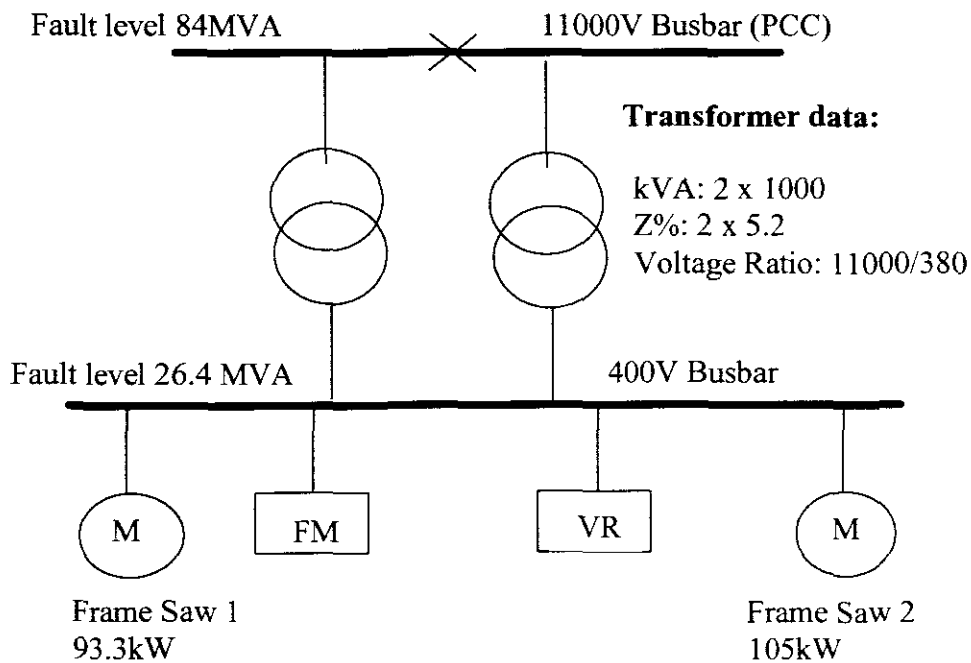 Fault level 84MVA
11000V Busbar (PCC)
Transformer data:
kVA: 2 x 1000
Z%: 2 x 5.2
Voltage Ratio: 11000/380
Fault level 26.4 MVA
400V Busbar
M
FM
VR
M
Frame Saw 1
93.3kW
Frame Saw 2
105kW